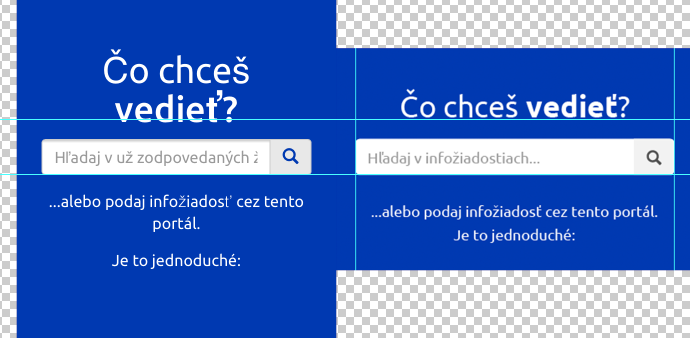 Čo chceš
vedieť?
Hľadaj v už zodpovedaných ž
...alebo podaj infožiadosť cez tento
portál.
Je to jednoduché:
Čo chceš vedieť?
Hľadaj v infožiadostiach...
...alebo podaj infožiadosť cez tento portál.
Je to jednoduché: